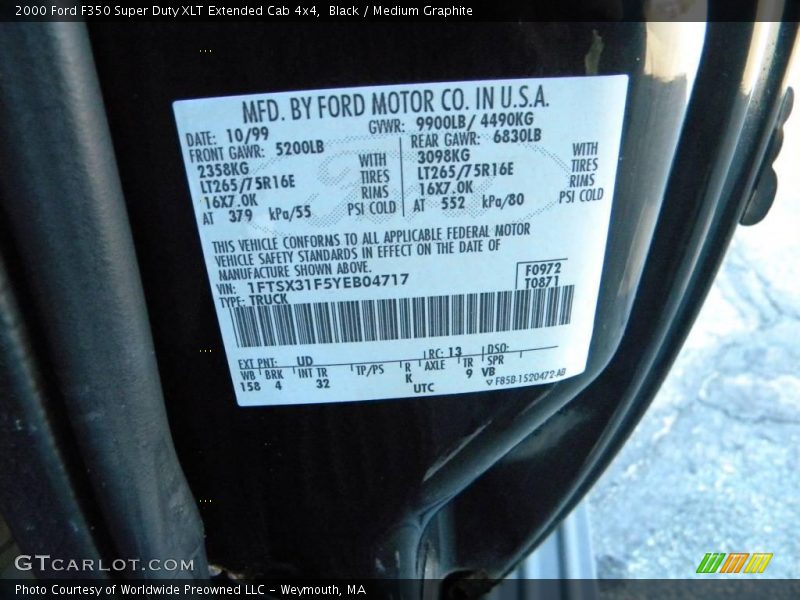 2000 Ford F350 Super Duty XLT Extended Cab 4x4, Black / Medium Graphite
MFD. BY FORD MOTOR CO. IN U.S.A.
DATE: 10/99 GVWR: 9900LB/ 4490KG
FRONT GAWR: 5200LB REAR GAWR: 6830LB
2358KG WITH 3098KG WITH
LT265/75R16E TIRES LT265/75R16E TIRES
16X7.0K RIMS 16X7.0K RIMS
AT 379 kPa/55 PSI COLD AT 552 kPa/80 PSI COLD
THIS VEHICLE CONFORMS TO ALL APPLICABLE FEDERAL MOTOR
VEHICLE SAFETY STANDARDS IN EFFECT ON THE DATE OF
MANUFACTURE SHOWN ABOVE.
VIN: 1FTSX31F5YEB04717 F0972
TYPE: TRUCK T0871
EXT PNT: UD RC: 13 DSO:
WB BRK INT TR TP/PS R AXLE TR SPR
158 4 32 K 9 VB
UTC F85B-1520472-AB
GTCARLOT.COM
Photo Courtesy of Worldwide Preowned LLC - Weymouth, MA